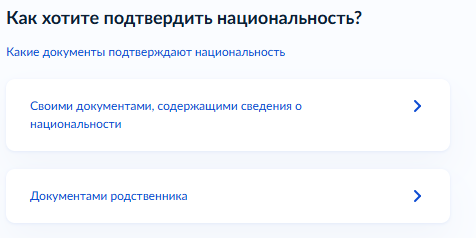 Как хотите подтвердить национальность?
Какие документы подтверждают национальность
Своими документами, содержащими сведения о
национальности
Документами родственника